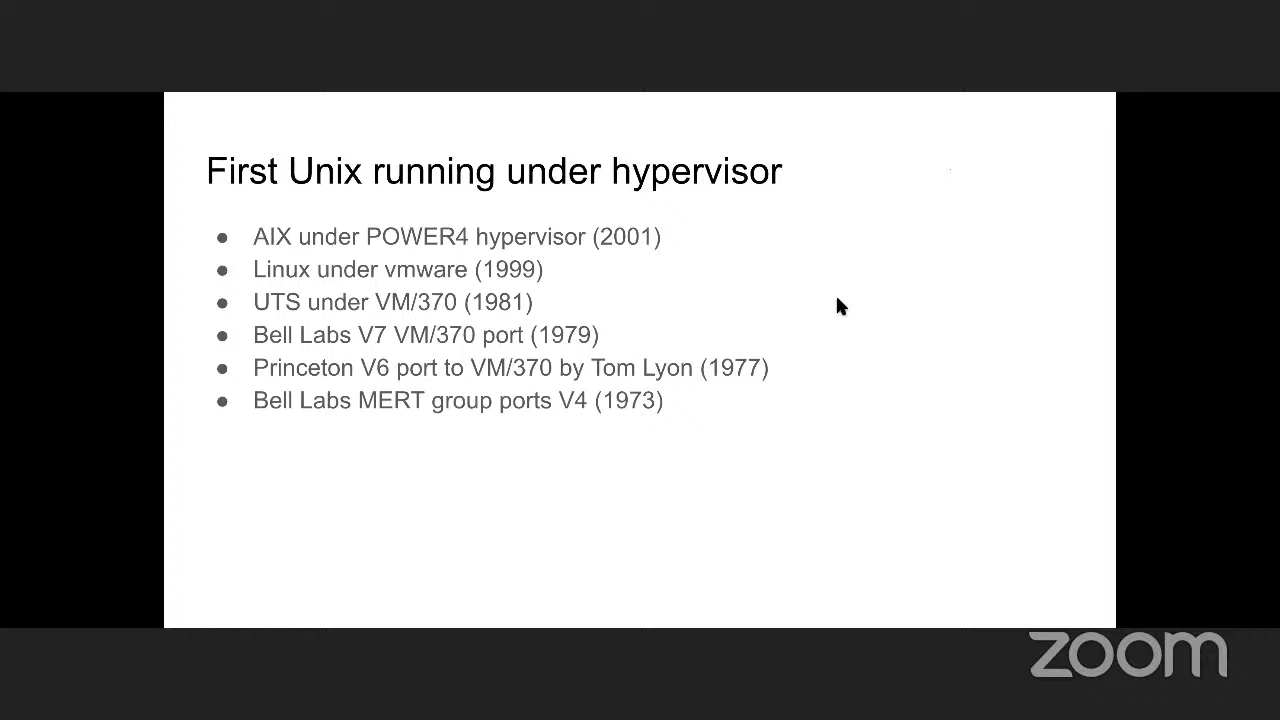 First Unix running under hypervisor
● AIX under POWER4 hypervisor (2001)
● Linux under vmware (1999)
● UTS under VM/370 (1981)
● Bell Labs V7 VM/370 port (1979)
● Princeton V6 port to VM/370 by Tom Lyon (1977)
● Bell Labs MERT group ports V4 (1973)
zoom